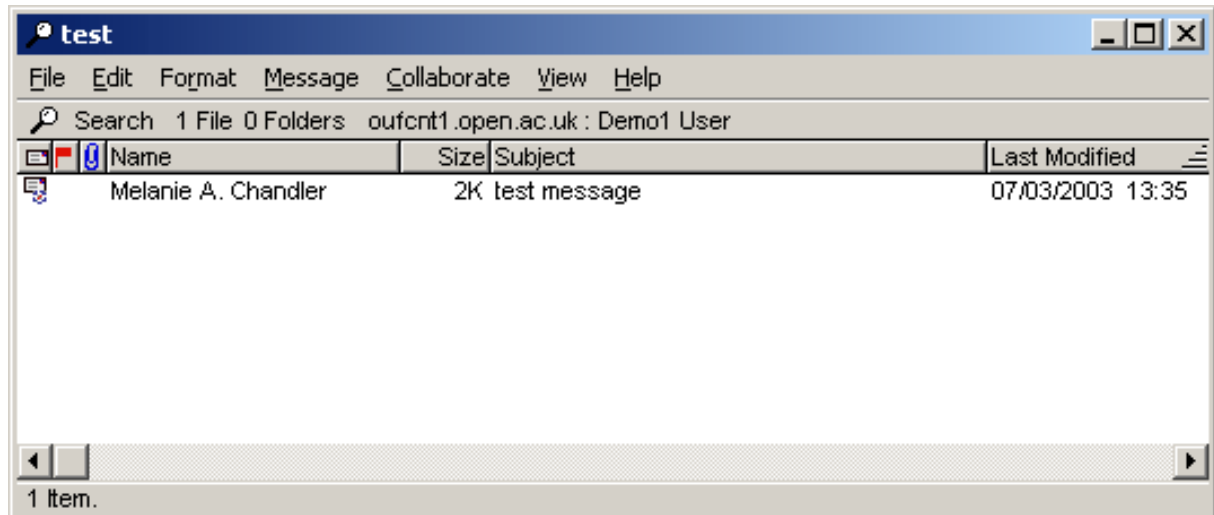 test
File Edit Format Message Collaborate View Help
Search 1 File 0 Folders oufcnt1.open.ac.uk : Demo1 User
Name Size Subject Last Modified
Melanie A. Chandler 2K test message 07/03/2003 13:35
1 Item.